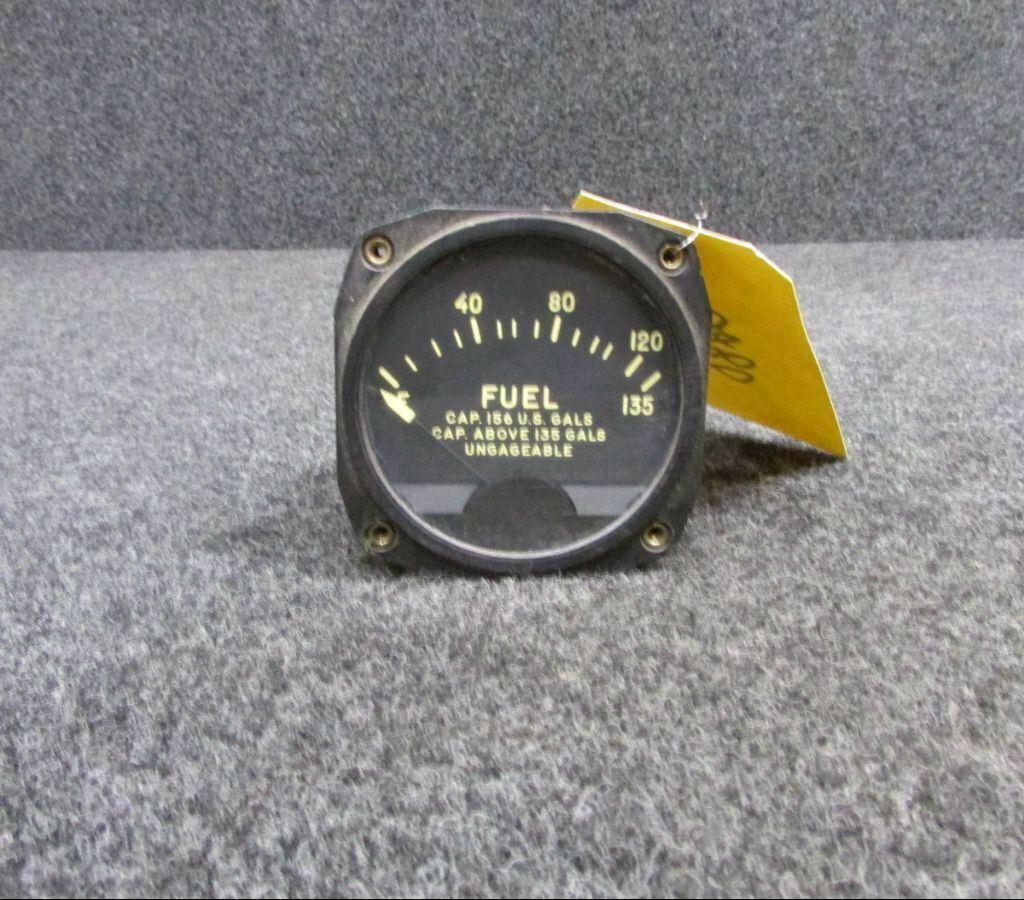 40 80
120
135
FUEL
CAP. 156 U.S. GALS
CAP. ABOVE 135 GALS
UNGAGEABLE